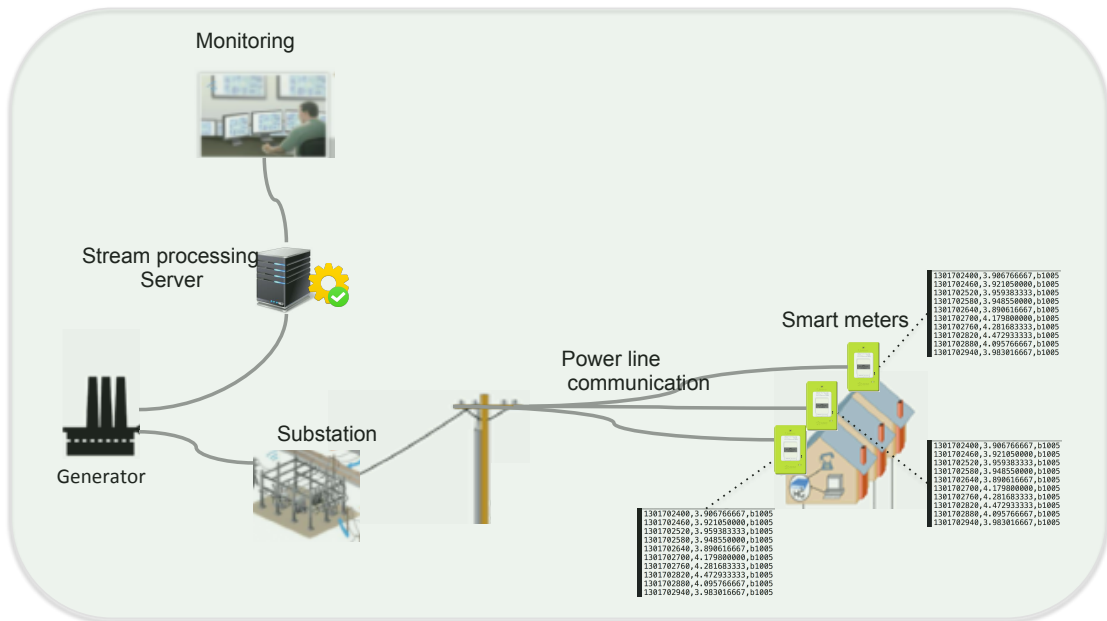 Monitoring
Stream processing
Server
1301702400,3.906766667,b1005
1301702460,3.921050000,b1005
1301702520,3.959383333,b1005
1301702580,3.948550000,b1005
1301702640,3.890616667,b1005
1301702700,4.179800000,b1005
1301702760,4.281683333,b1005
1301702820,4.472933333,b1005
1301702880,4.095766667,b1005
1301702940,3.983016667,b1005
Smart meters
Power line
communication
Generator
Substation
1301702400,3.906766667,b1005
1301702460,3.921050000,b1005
1301702520,3.959383333,b1005
1301702580,3.948550000,b1005
1301702640,3.890616667,b1005
1301702700,4.179800000,b1005
1301702760,4.281683333,b1005
1301702820,4.472933333,b1005
1301702880,4.095766667,b1005
1301702940,3.983016667,b1005
1301702400,3.906766667,b1005
1301702460,3.921050000,b1005
1301702520,3.959383333,b1005
1301702580,3.948550000,b1005
1301702640,3.890616667,b1005
1301702700,4.179800000,b1005
1301702760,4.281683333,b1005
1301702820,4.472933333,b1005
1301702880,4.095766667,b1005
1301702940,3.983016667,b1005